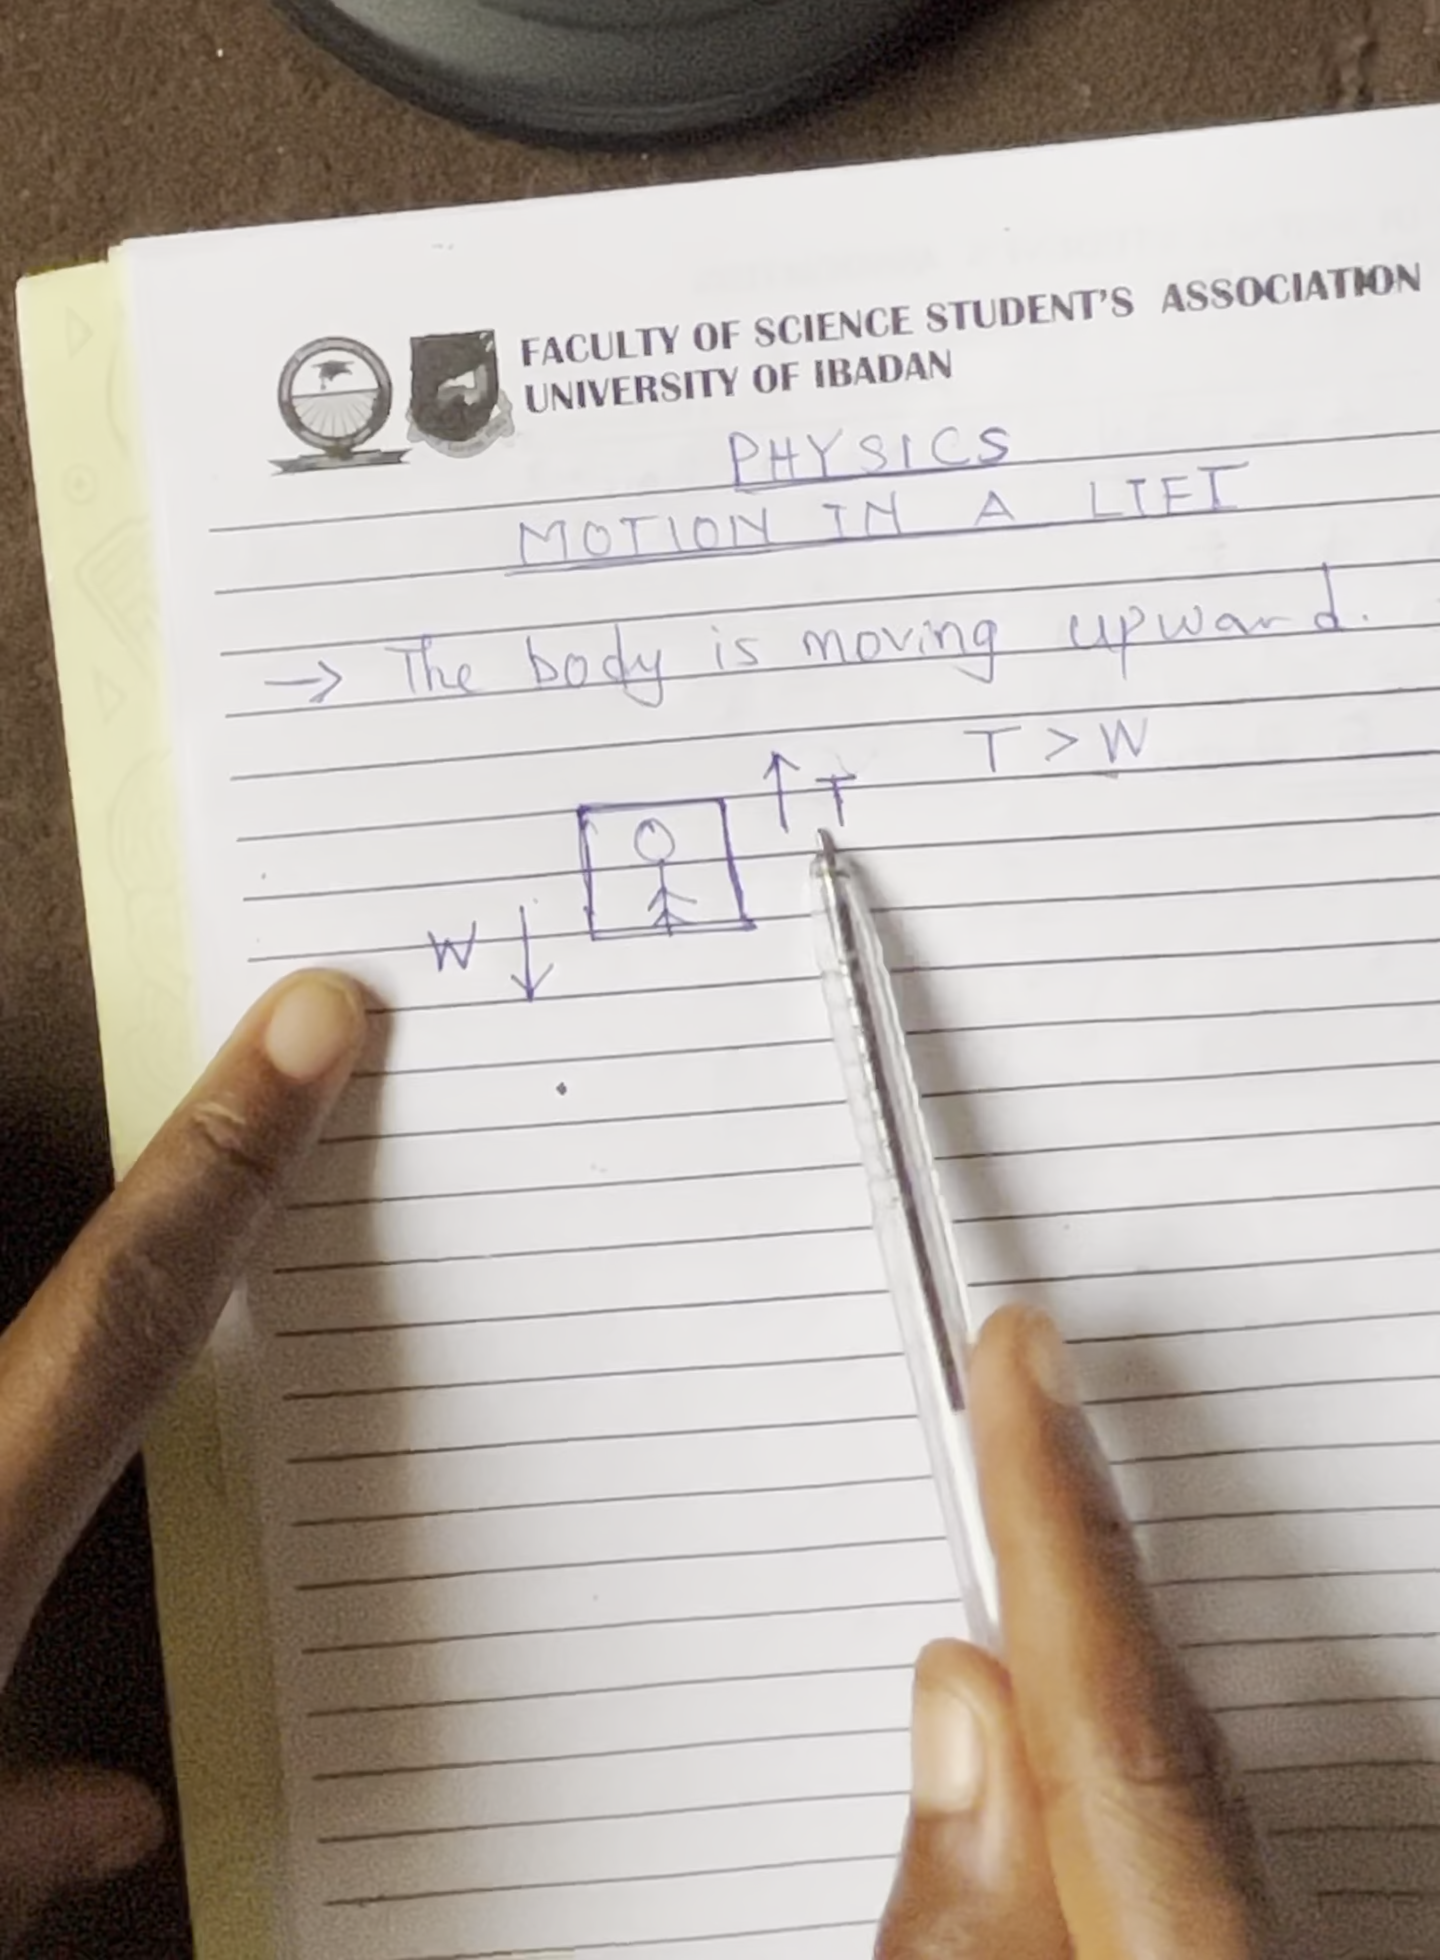 FACULTY OF SCIENCE STUDENT'S ASSOCIATION
UNIVERSITY OF IBADAN
PHYSICS
MOTION IN A LIFT
→ The body is moving upward.
T > W
↑ T
W ↓